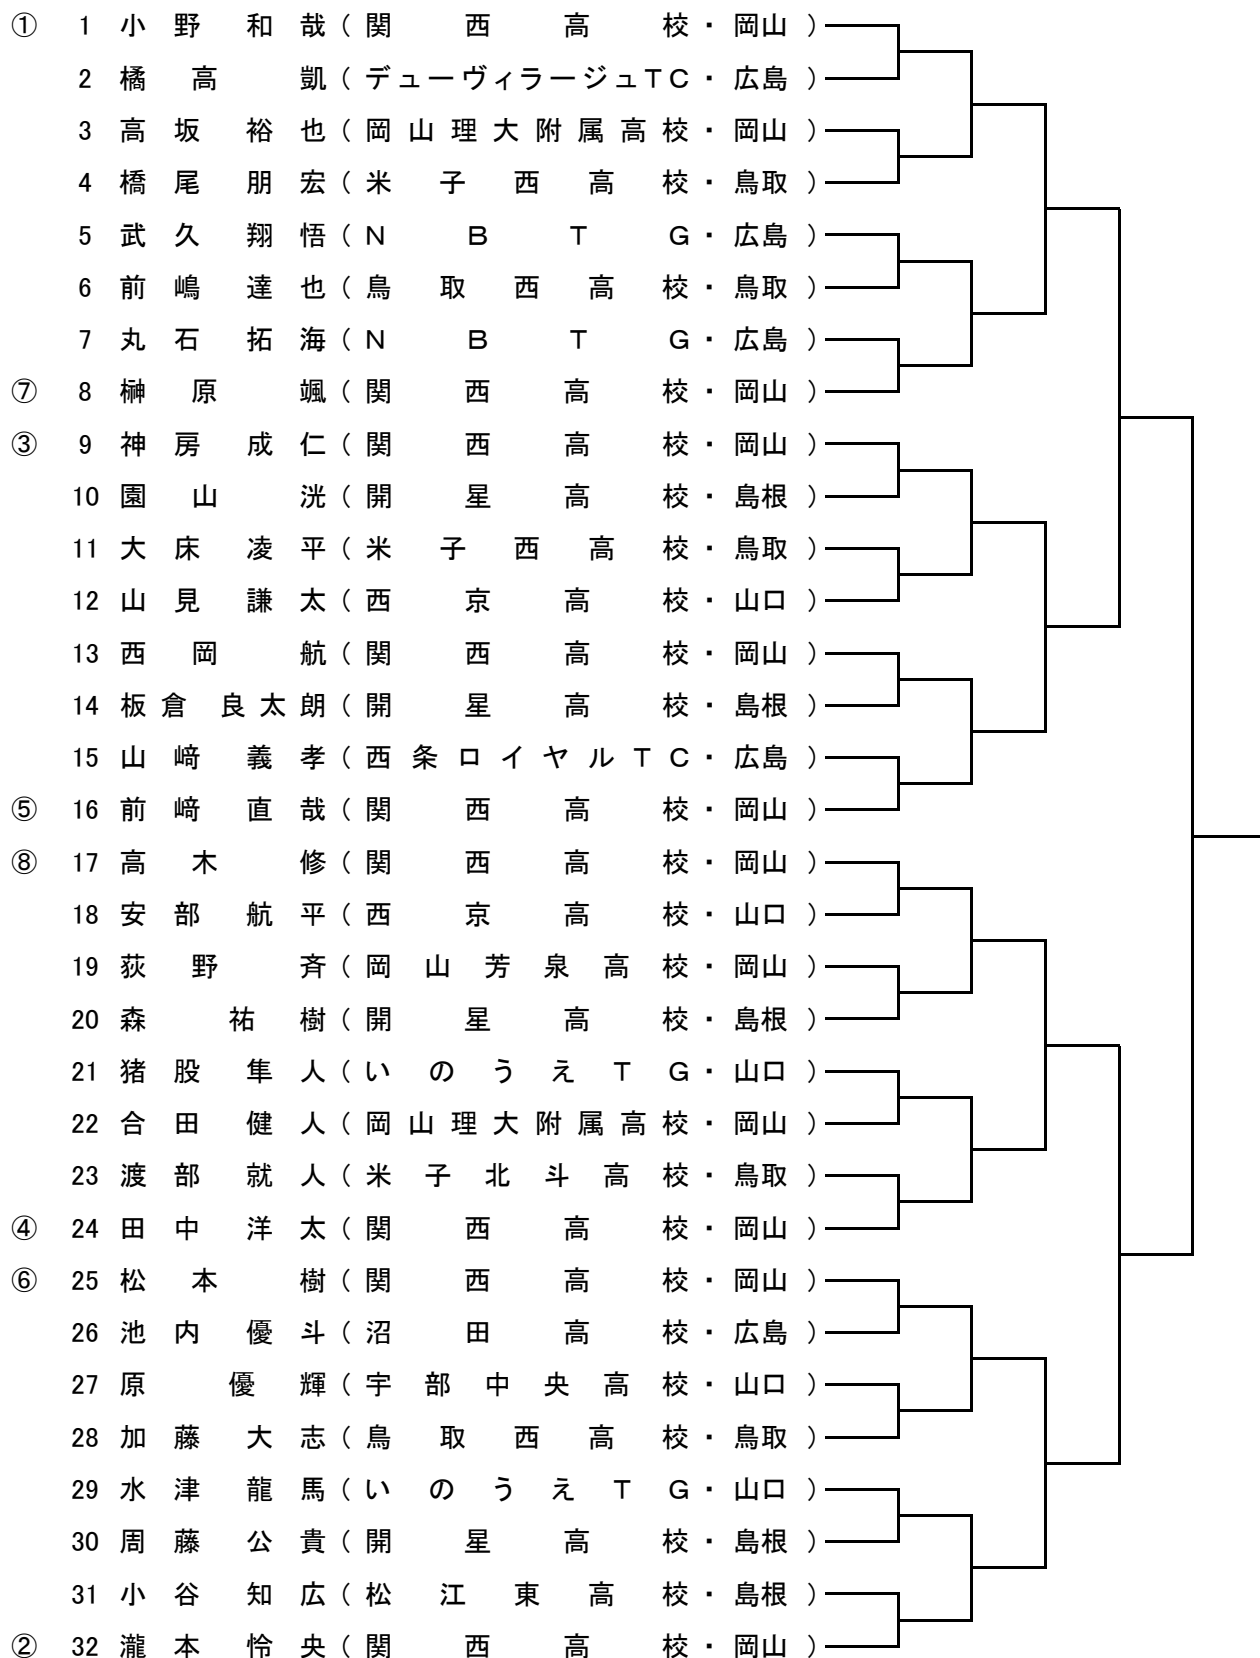 ① 1 小野 和哉 ( 関西高校 ・ 岡山 )
2 橘高 凱 ( デューヴィラージュTC ・ 広島 )
3 高坂 裕也 ( 岡山理大附属高校 ・ 岡山 )
4 橋尾 朋宏 ( 米子西高校 ・ 鳥取 )
5 武久 翔悟 ( NBTG ・ 広島 )
6 前嶋 達也 ( 鳥取西高校 ・ 鳥取 )
7 丸石 拓海 ( NBTG ・ 広島 )
⑦ 8 榊原 颯 ( 関西高校 ・ 岡山 )
③ 9 神房 成仁 ( 関西高校 ・ 岡山 )
10 園山 洸 ( 開星高校 ・ 島根 )
11 大床 凌平 ( 米子西高校 ・ 鳥取 )
12 山見 謙太 ( 西京高校 ・ 山口 )
13 西岡 航 ( 関西高校 ・ 岡山 )
14 板倉 良太朗 ( 開星高校 ・ 島根 )
15 山﨑 義孝 ( 西条ロイヤルTC ・ 広島 )
⑤ 16 前﨑 直哉 ( 関西高校 ・ 岡山 )
⑧ 17 高木 修 ( 関西高校 ・ 岡山 )
18 安部 航平 ( 西京高校 ・ 山口 )
19 荻野 斉 ( 岡山芳泉高校 ・ 岡山 )
20 森 祐樹 ( 開星高校 ・ 島根 )
21 猪股 隼人 ( いのうえTG ・ 山口 )
22 合田 健人 ( 岡山理大附属高校 ・ 岡山 )
23 渡部 就人 ( 米子北斗高校 ・ 鳥取 )
④ 24 田中 洋太 ( 関西高校 ・ 岡山 )
⑥ 25 松本 樹 ( 関西高校 ・ 岡山 )
26 池内 優斗 ( 沼田高校 ・ 広島 )
27 原 優輝 ( 宇部中央高校 ・ 山口 )
28 加藤 大志 ( 鳥取西高校 ・ 鳥取 )
29 水津 龍馬 ( いのうえTG ・ 山口 )
30 周藤 公貴 ( 開星高校 ・ 島根 )
31 小谷 知広 ( 松江東高校 ・ 島根 )
② 32 瀧本 怜央 ( 関西高校 ・ 岡山 )